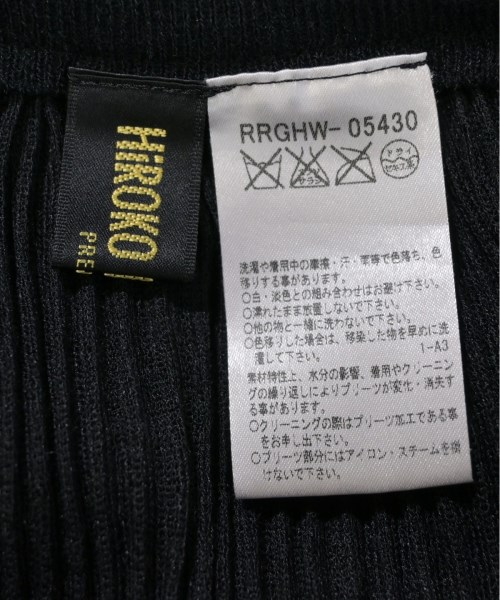 HiROKO
PRE
RRGHW-05430
エンソ
サラシ
ドライ
セキユ系
洗濯や着用中の摩擦・汗・雨等で色落ち、色
移りする事があります。
○白・淡色との組み合わせはお避け下さい。
○濡れたまま放置しないで下さい。
○他の物と一緒に洗わないで下さい。
○色移りした場合は、移染した物を早めに洗
濯して下さい。
1-A3
素材特性上、水分の影響、着用やクリーニン
グの繰り返しによりプリーツが変化・消失す
る事があります。
○クリーニングの際はプリーツ加工である事
をお申し出下さい。
○プリーツ部分にはアイロン・スチームを掛
けないで下さい。